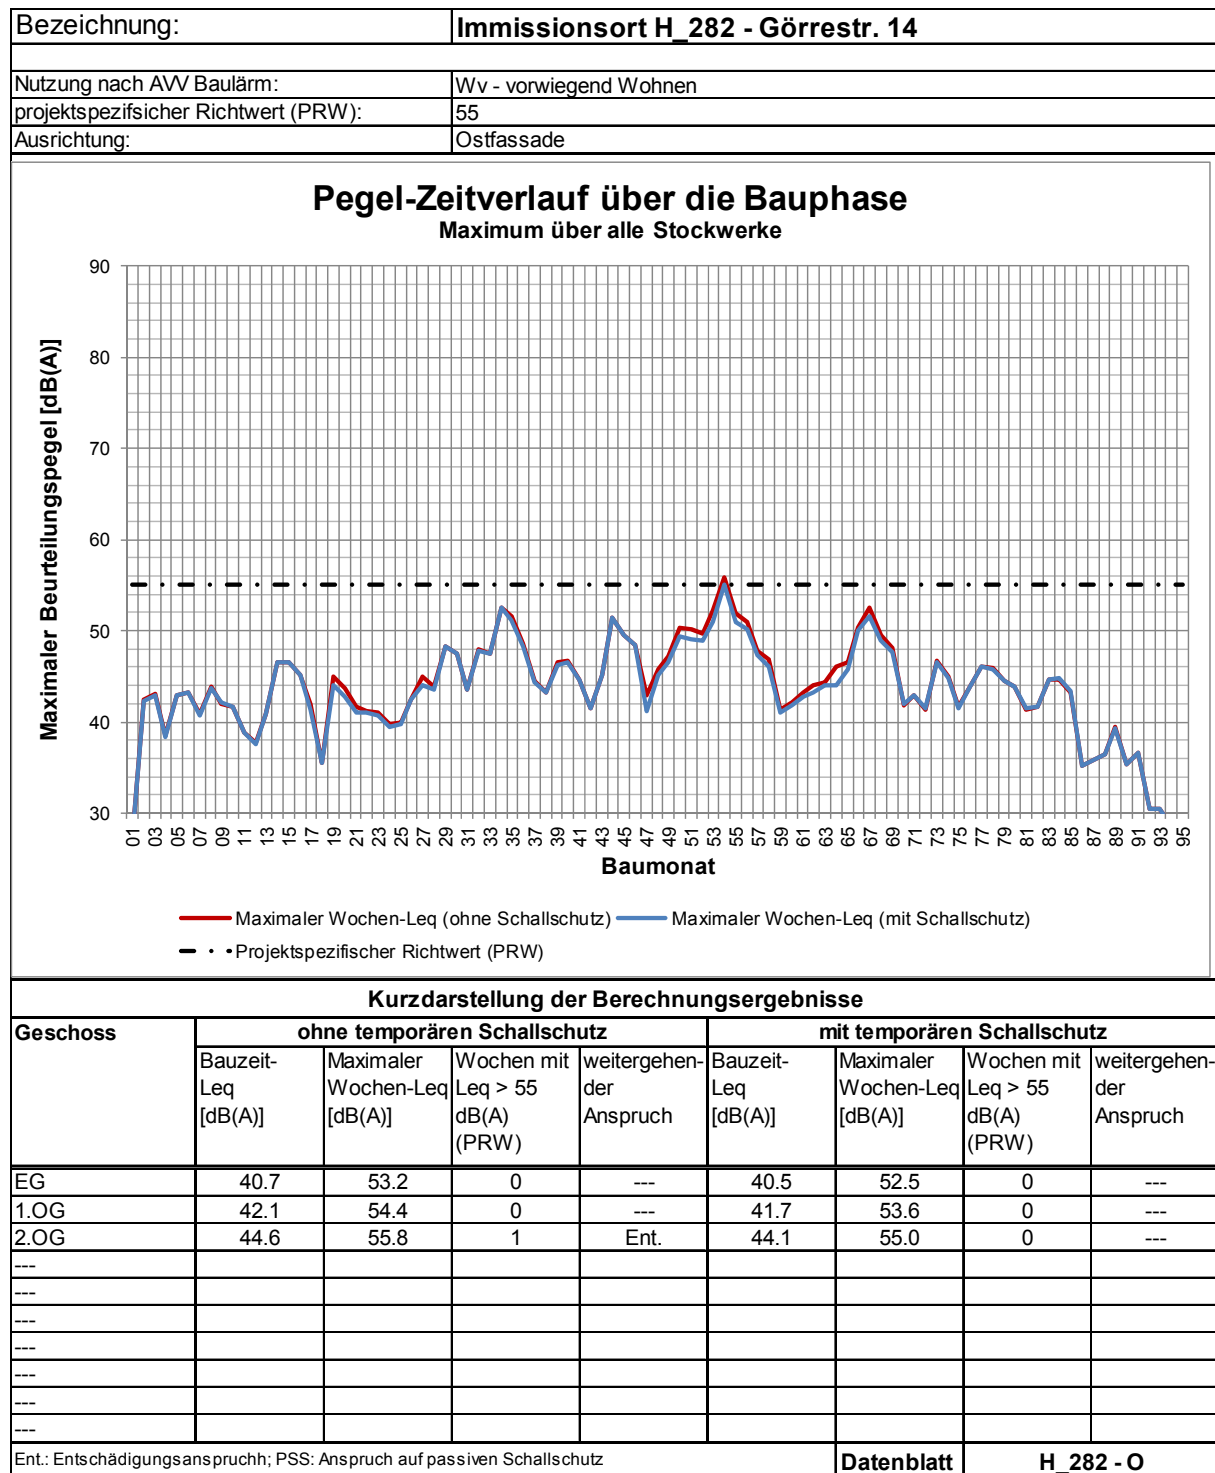 Bezeichnung: Immissionsort H_282 - Görrestr. 14
Nutzung nach AVV Baulärm: Wv - vorwiegend Wohnen
projektspezifsicher Richtwert (PRW): 55
Ausrichtung: Ostfassade
Pegel-Zeitverlauf über die Bauphase
Maximum über alle Stockwerke
Maximaler Beurteilungspegel [dB(A)]
90
80
70
60
50
40
30
01 03 05 07 09 11 13 15 17 19 21 23 25 27 29 31 33 35 37 39 41 43 45 47 49 51 53 55 57 59 61 63 65 67 69 71 73 75 77 79 81 83 85 87 89 91 93 95
Baumonat
Maximaler Wochen-Leq (ohne Schallschutz) Maximaler Wochen-Leq (mit Schallschutz)
Projektspezifischer Richtwert (PRW)
Kurzdarstellung der Berechnungsergebnisse
Geschoss ohne temporären Schallschutz mit temporären Schallschutz
Bauzeit- Maximaler Wochen mit weitergehen- Bauzeit- Maximaler Wochen mit weitergehen-
Leq Wochen-Leq Leq > 55 der Leq Wochen-Leq Leq > 55 der
[dB(A)] [dB(A)] dB(A) Anspruch [dB(A)] [dB(A)] dB(A) Anspruch
(PRW) (PRW)
EG 40.7 53.2 0 --- 40.5 52.5 0 ---
1.OG 42.1 54.4 0 --- 41.7 53.6 0 ---
2.OG 44.6 55.8 1 Ent. 44.1 55.0 0 ---
---
---
---
---
---
---
---
Ent.: Entschädigungsanspruchh; PSS: Anspruch auf passiven Schallschutz Datenblatt H_282 - O